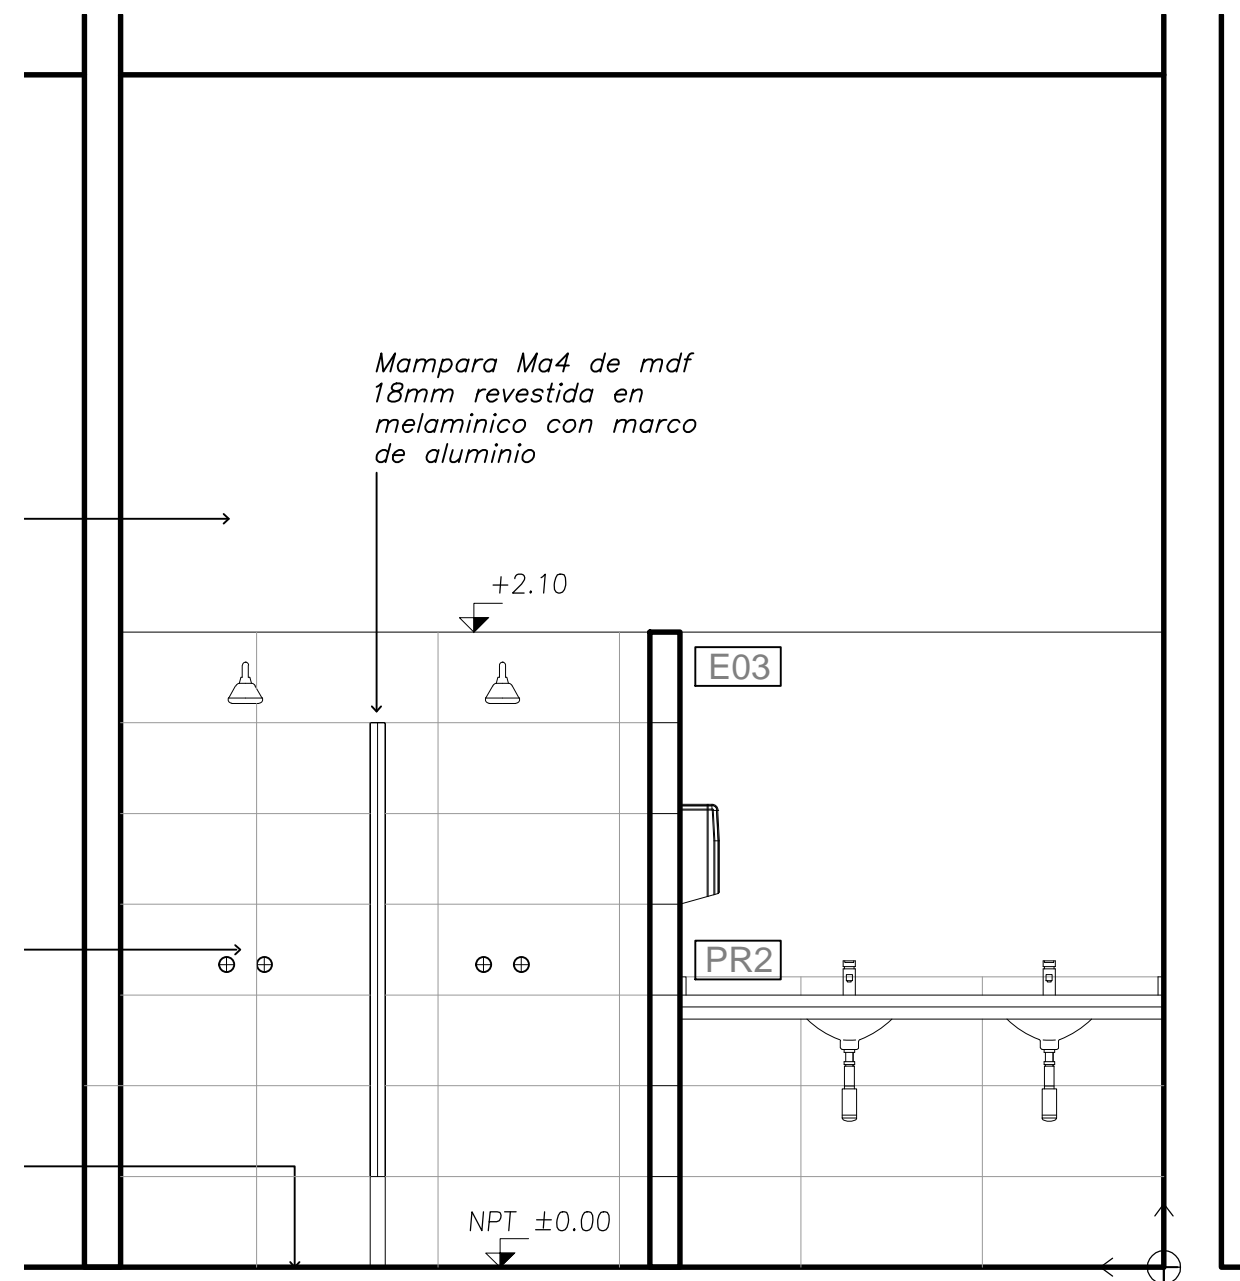 Mampara Ma4 de mdf
18mm revestida en
melaminico con marco
de aluminio
+2.10
E03
PR2
NPT ±0.00